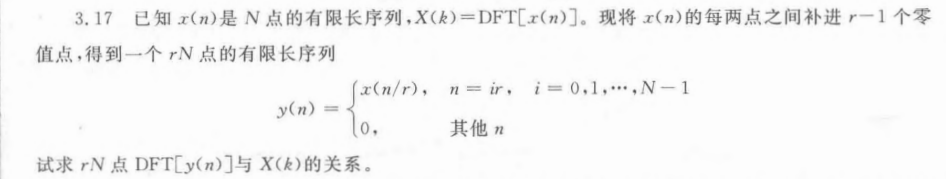 3.17 已知 x(n)是 N 点的有限长序列,X(k)=DFT[x(n)]。现将 x(n)的每两点之间补进 r−1 个零
值点,得到一个 rN 点的有限长序列
y(n) = { x(n/r), n = ir, i = 0,1,⋯,N−1
0, 其他 n
试求 rN 点 DFT[y(n)]与 X(k)的关系。